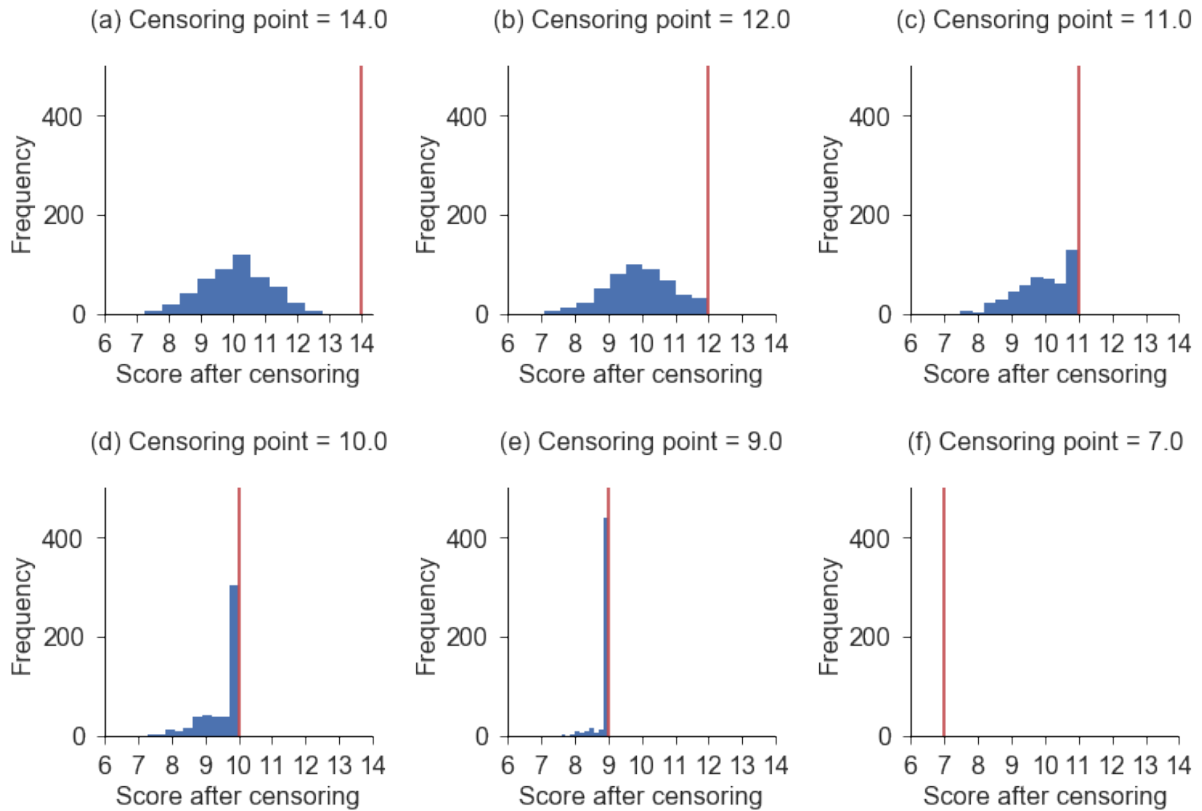 (a) Censoring point = 14.0
(b) Censoring point = 12.0
(c) Censoring point = 11.0
Frequency
400
200
0
6 7 8 9 10 11 12 13 14
Score after censoring
Frequency
400
200
0
6 7 8 9 10 11 12 13 14
Score after censoring
Frequency
400
200
0
6 7 8 9 10 11 12 13 14
Score after censoring
(d) Censoring point = 10.0
(e) Censoring point = 9.0
(f) Censoring point = 7.0
Frequency
400
200
0
6 7 8 9 10 11 12 13 14
Score after censoring
Frequency
400
200
0
6 7 8 9 10 11 12 13 14
Score after censoring
Frequency
400
200
0
6 7 8 9 10 11 12 13 14
Score after censoring